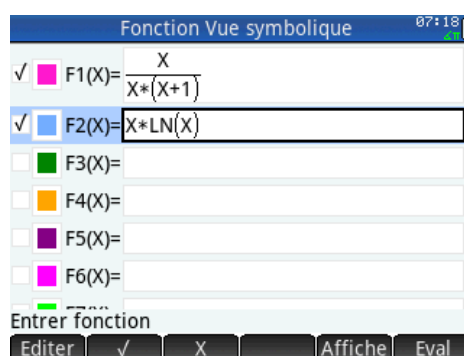 Fonction Vue symbolique 07:18
∡π
√ F1(X)= X/X*(X+1)
√ F2(X)= X*LN(X)
F3(X)=
F4(X)=
F5(X)=
F6(X)=
Entrer fonction
Editer √ X Affiche Eval